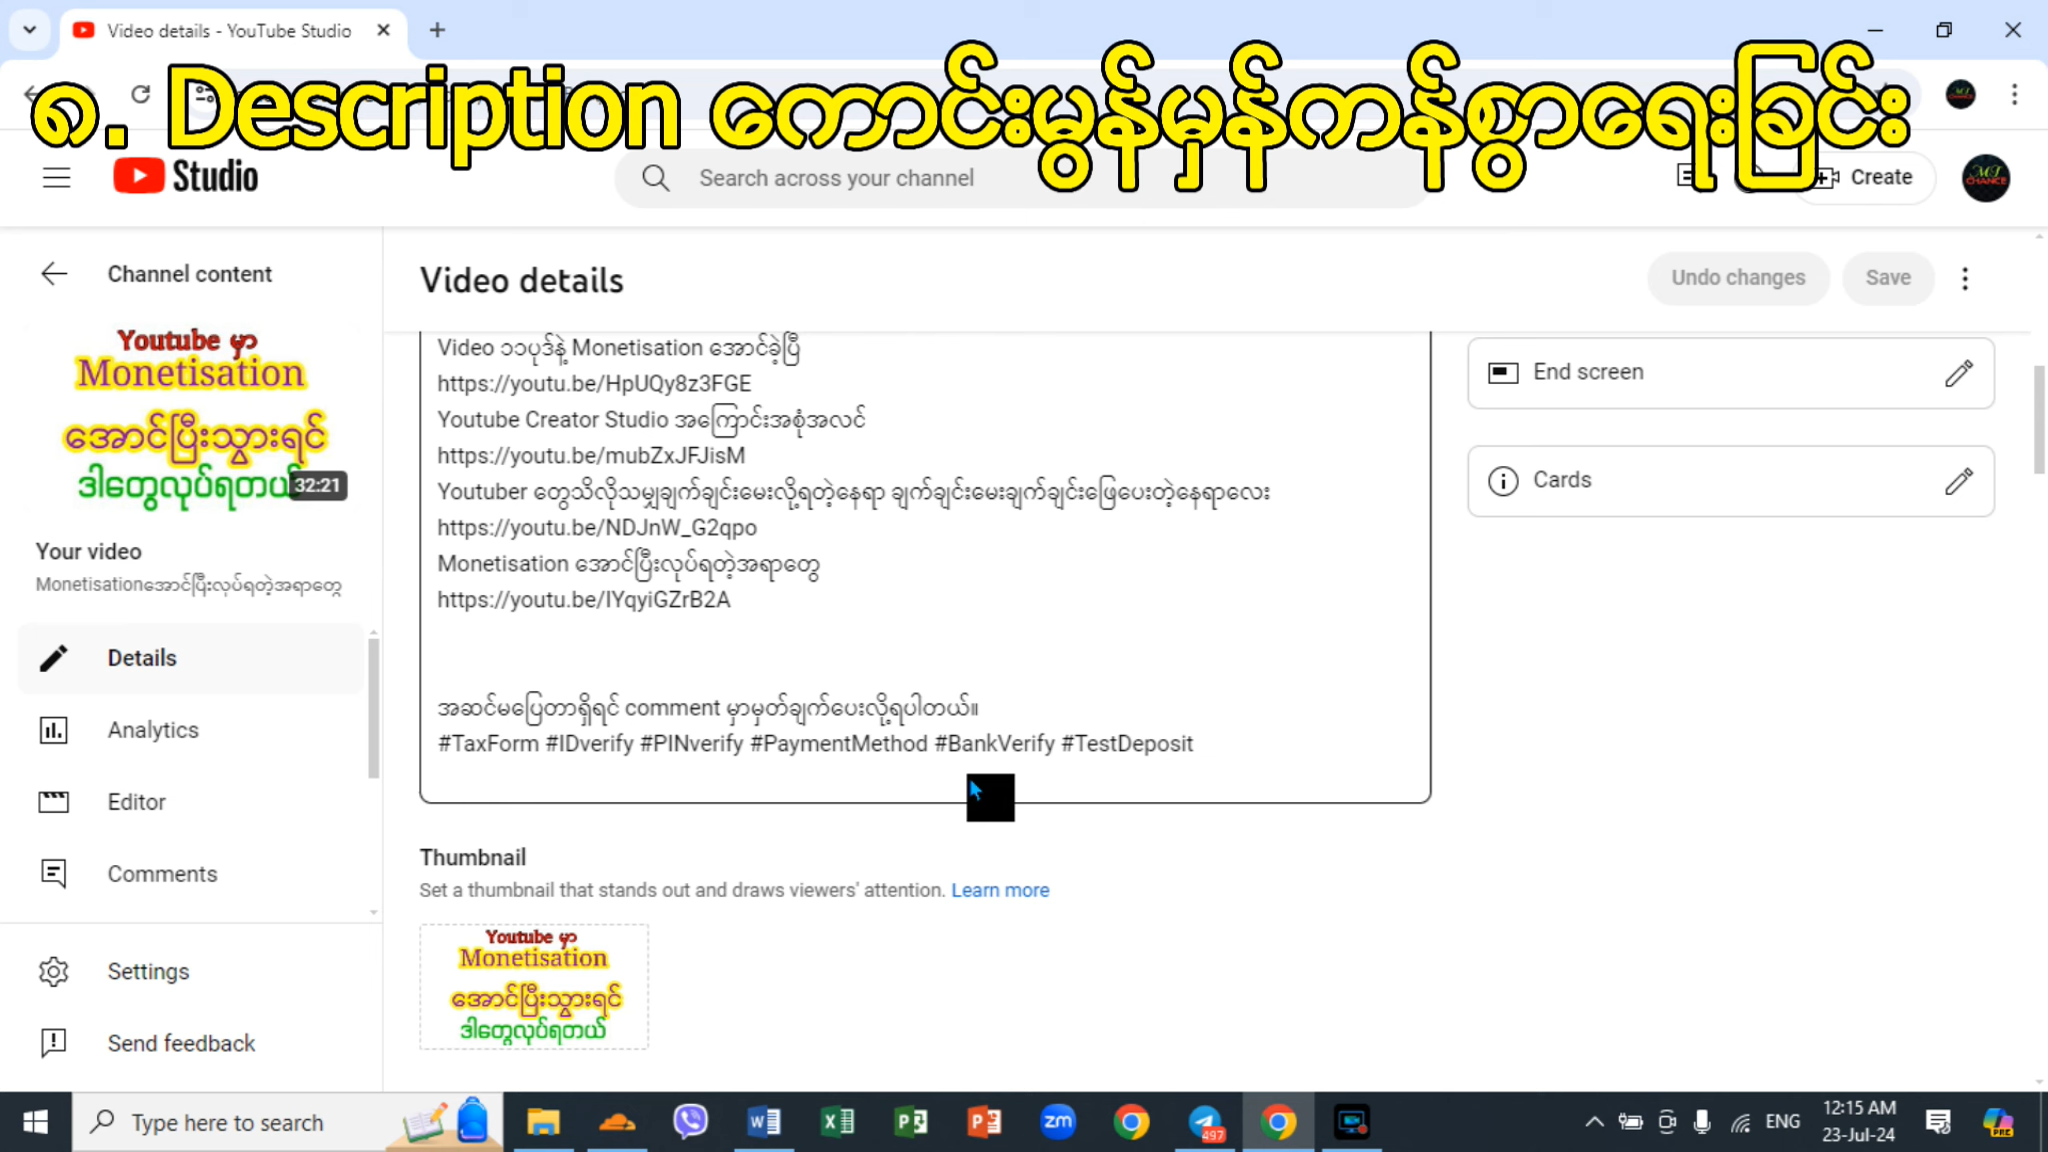 Video details - YouTube Studio
၁. Description ကောင်းမွန်မှန်ကန်စွာရေးခြင်း
Studio
Search across your channel
Create
Channel content
Video details
Undo changes
Save
Youtube မှာ
Monetisation
အောင်ပြီးသွားရင်
ဒါတွေလုပ်ရတယ်
32:21
Your video
Monetisationအောင်ပြီးလုပ်ရတဲ့အရာတွေ
Details
Analytics
Editor
Comments
Settings
Send feedback
Video ၁၁ပုဒ်နဲ့ Monetisation အောင်ခဲ့ပြီ
https://youtu.be/HpUQy8z3FGE
Youtube Creator Studio အကြောင်းအစုံအလင်
https://youtu.be/mubZxJFJisM
Youtuber တွေသိလိုသမျှချက်ချင်းမေးလို့ရတဲ့နေရာ ချက်ချင်းမေးချက်ချင်းဖြေပေးတဲ့နေရာလေး
https://youtu.be/NDJnW_G2qpo
Monetisation အောင်ပြီးလုပ်ရတဲ့အရာတွေ
https://youtu.be/IYqyiGZrB2A
အဆင်မပြေတာရှိရင် comment မှာမှတ်ချက်ပေးလို့ရပါတယ်။
#TaxForm #IDverify #PINverify #PaymentMethod #BankVerify #TestDeposit
End screen
Cards
Thumbnail
Set a thumbnail that stands out and draws viewers' attention. Learn more
Youtube မှာ
Monetisation
အောင်ပြီးသွားရင်
ဒါတွေလုပ်ရတယ်
Type here to search
497
ENG
12:15 AM
23-Jul-24